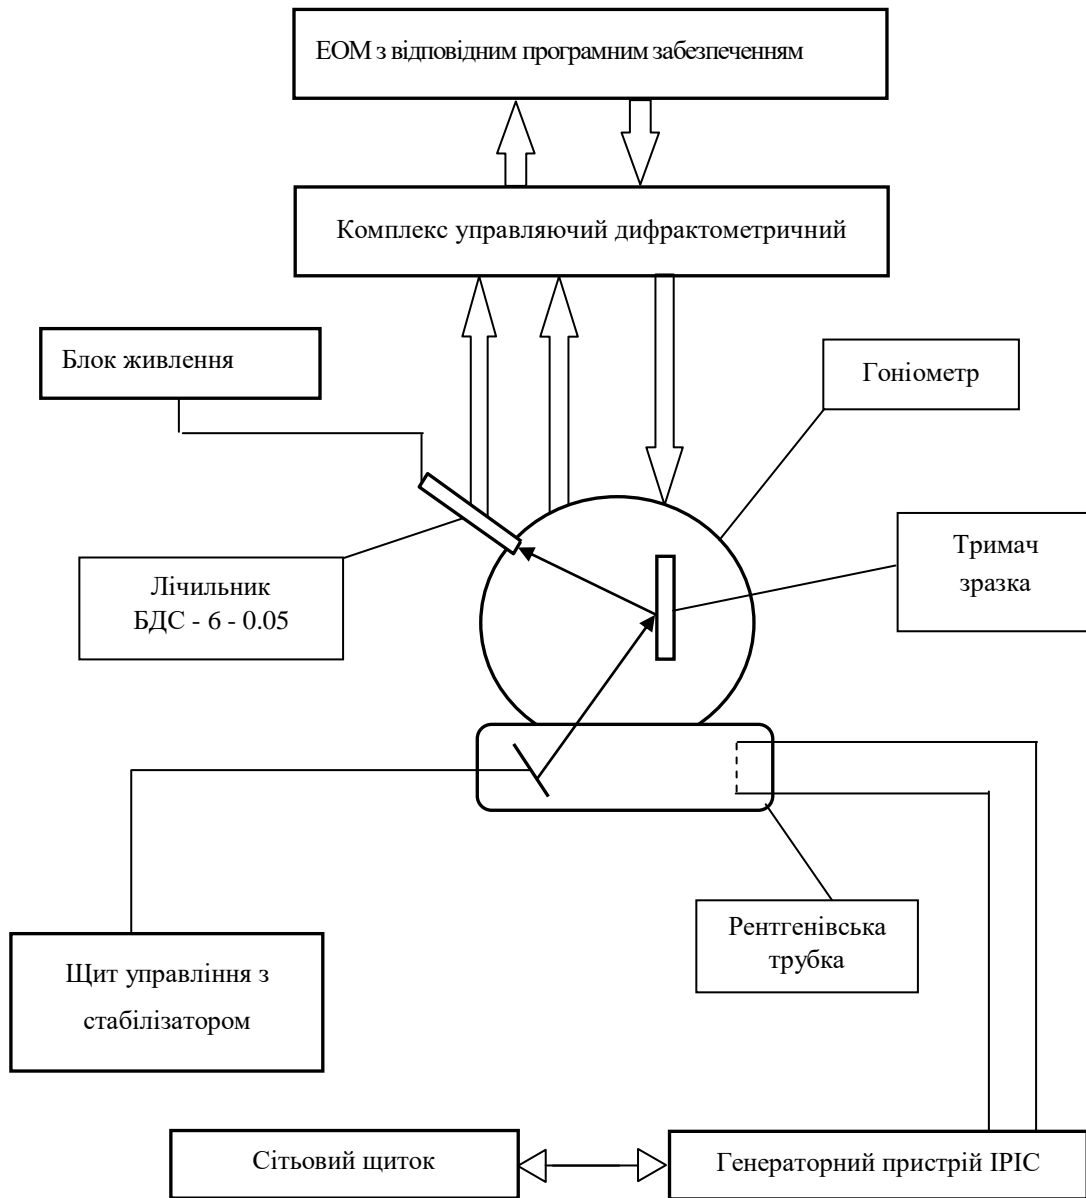 ЕОМ з відповідним програмним забезпеченням
Комплекс управляючий дифрактометричний
Блок живлення
Гоніометр
Тримач
зразка
Лічильник
БДС - 6 - 0.05
Рентгенівська
трубка
Щит управління з
стабілізатором
Сітьовий щиток
Генераторний пристрій ІРІС